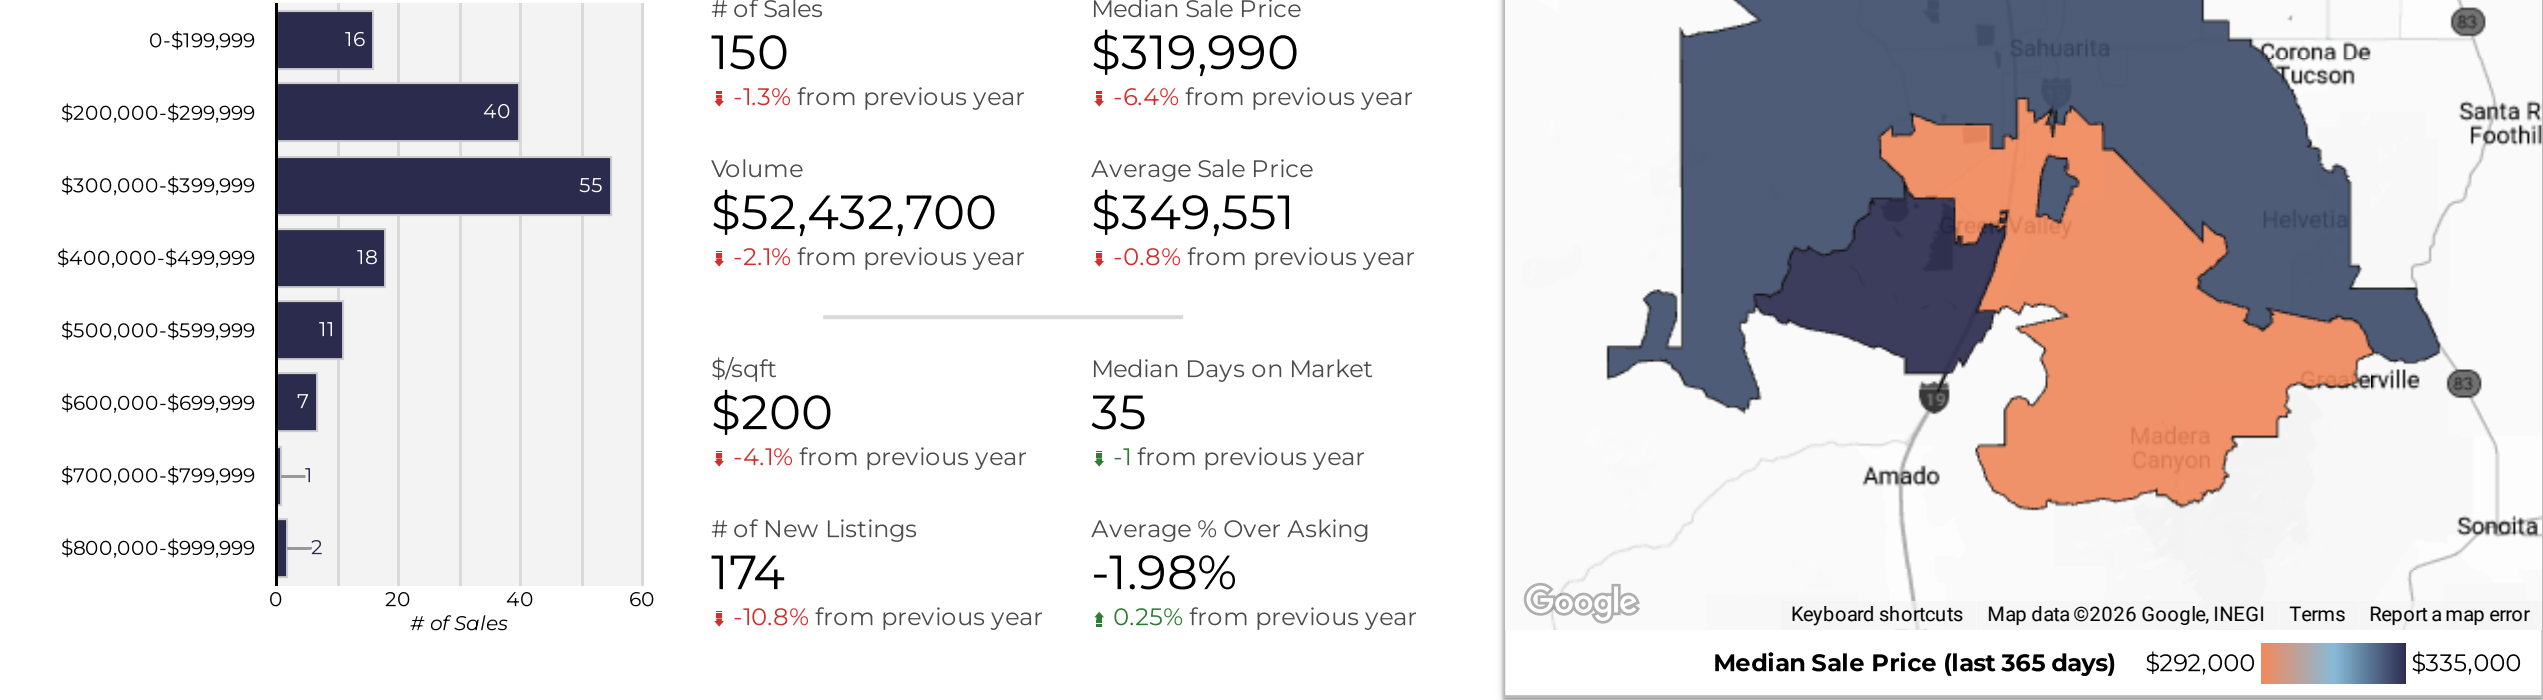 0-$199,999
16
$200,000-$299,999
40
$300,000-$399,999
55
$400,000-$499,999
18
$500,000-$599,999
11
$600,000-$699,999
7
$700,000-$799,999
1
$800,000-$999,999
2
0 20 40 60
# of Sales
# of Sales
150
-1.3% from previous year
Median Sale Price
$319,990
-6.4% from previous year
Volume
$52,432,700
-2.1% from previous year
Average Sale Price
$349,551
-0.8% from previous year
$/sqft
$200
-4.1% from previous year
Median Days on Market
35
-1 from previous year
# of New Listings
174
-10.8% from previous year
Average % Over Asking
-1.98%
0.25% from previous year
83
Sahuarita
Corona De
Tucson
Santa R
Foothil
Green Valley
Helvetia
Greaterville
83
19
Madera
Canyon
Amado
Sonoita
Google
Keyboard shortcuts Map data ©2026 Google, INEGI Terms Report a map error
Median Sale Price (last 365 days) $292,000 $335,000